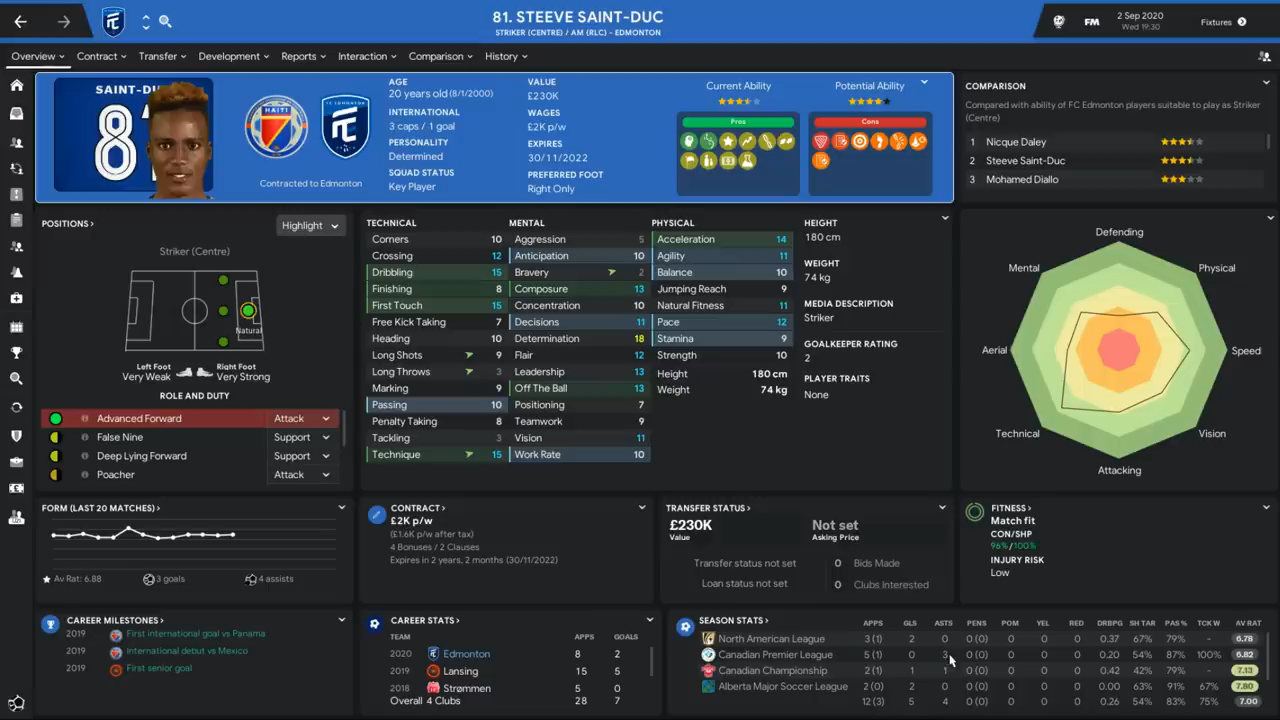 81. STEEVE SAINT-DUC
STRIKER (CENTRE) / AM (RLC) - EDMONTON
FM
2 Sep 2020
Wed 19:30
Fixtures
Overview
Contract
Transfer
Development
Reports
Interaction
Comparison
History
SAINT-DUC
8
Contracted to Edmonton
AGE
20 years old (8/1/2000)
INTERNATIONAL
3 caps / 1 goal
PERSONALITY
Determined
SQUAD STATUS
Key Player
VALUE
£230K
WAGES
£2K p/w
EXPIRES
30/11/2022
PREFERRED FOOT
Right Only
Current Ability
Pros
Potential Ability
Cons
COMPARISON
Compared with ability of FC Edmonton players suitable to play as Striker
(Centre)
1 Nicque Daley
2 Steeve Saint-Duc
3 Mohamed Diallo
POSITIONS
Highlight
Striker (Centre)
Natural
Left Foot
Very Weak
Right Foot
Very Strong
ROLE AND DUTY
Advanced Forward Attack
False Nine Support
Deep Lying Forward Support
Poacher Attack
TECHNICAL
Corners 10
Crossing 12
Dribbling 15
Finishing 8
First Touch 15
Free Kick Taking 7
Heading 10
Long Shots 9
Long Throws 3
Marking 9
Passing 10
Penalty Taking 8
Tackling 3
Technique 15
MENTAL
Aggression 5
Anticipation 10
Bravery 2
Composure 13
Concentration 10
Decisions 11
Determination 18
Flair 12
Leadership 13
Off The Ball 13
Positioning 7
Teamwork 9
Vision 11
Work Rate 10
PHYSICAL
Acceleration 14
Agility 11
Balance 10
Jumping Reach 9
Natural Fitness 11
Pace 12
Stamina 9
Strength 10
Height 180 cm
Weight 74 kg
HEIGHT
180 cm
WEIGHT
74 kg
MEDIA DESCRIPTION
Striker
GOALKEEPER RATING
2
PLAYER TRAITS
None
Defending
Physical
Speed
Vision
Attacking
Technical
Aerial
Mental
FORM (LAST 20 MATCHES)
Av Rat: 6.88
3 goals
4 assists
CONTRACT
£2K p/w
(£1.6K p/w after tax)
4 Bonuses / 2 Clauses
Expires in 2 years, 2 months (30/11/2022)
TRANSFER STATUS
£230K
Value
Not set
Asking Price
Transfer status not set
0 Bids Made
Loan status not set
0 Clubs Interested
FITNESS
Match fit
CON/SHP
96%/100%
INJURY RISK
Low
CAREER MILESTONES
2019 First international goal vs Panama
2019 International debut vs Mexico
2019 First senior goal
CAREER STATS
TEAM APPS GOALS
2020 Edmonton 8 2
Lansing 15 5
2018 Strømmen 5 0
Overall 4 Clubs 28 7
SEASON STATS
APPS GLS ASTS PENS POM YEL RED DRBPG SH TAR PAS % TCK W AV RAT
North American League 3 (1) 2 0 0 (0) 0 0 0 0.37 67% 79% - 6.78
Canadian Premier League 5 (1) 0 3 0 (0) 0 0 0 0.20 54% 87% 100% 6.82
Canadian Championship 2 (1) 1 1 0 (0) 0 0 0 0.42 42% 79% - 7.13
Alberta Major Soccer League 2 (0) 2 0 0 (0) 0 0 0 0.00 63% 91% 67% 7.80
12 (3) 5 4 0 (0) 0 0 0 0.26 54% 83% 75% 7.00